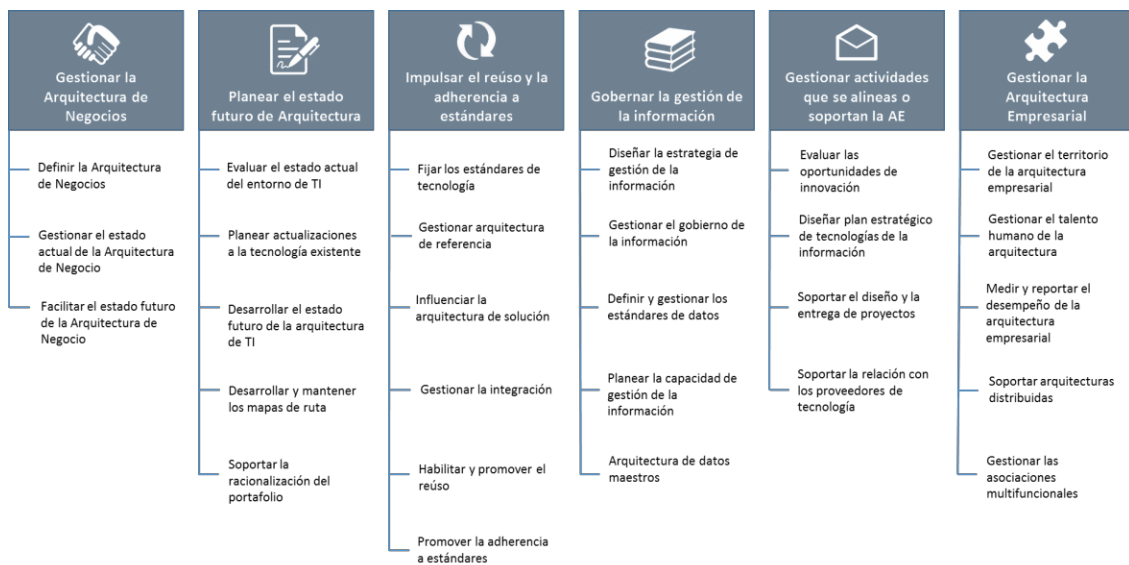 Gestionar la
Arquitectura de
Negocios
Definir la Arquitectura
de Negocios
Gestionar el estado
actual de la Arquitectura
de Negocio
Facilitar el estado futuro
de la Arquitectura de
Negocio
Planear el estado
futuro de Arquitectura
Evaluar el estado actual
del entorno de TI
Planear actualizaciones
a la tecnología existente
Desarrollar el estado
futuro de la arquitectura
de TI
Desarrollar y mantener
los mapas de ruta
Soportar la
racionalización del
portafolio
Impulsar el reúso y la
adherencia a
estándares
Fijar los estándares de
tecnología
Gestionar arquitectura
de referencia
Influenciar la
arquitectura de solución
Gestionar la integración
Habilitar y promover el
reúso
Promover la adherencia
a estándares
Gobernar la gestión de
la información
Diseñar la estrategia de
gestión de la
información
Gestionar el gobierno de
la información
Definir y gestionar los
estándares de datos
Planear la capacidad de
gestión de la
información
Arquitectura de datos
maestros
Gestionar actividades
que se alineas o
soportan la AE
Evaluar las
oportunidades de
innovación
Diseñar plan estratégico
de tecnologías de la
información
Soportar el diseño y la
entrega de proyectos
Soportar la relación con
los proveedores de
tecnología
Gestionar la
Arquitectura
Empresarial
Gestionar el territorio
de la arquitectura
empresarial
Gestionar el talento
humano de la
arquitectura
Medir y reportar el
desempeño de la
arquitectura
empresarial
Soportar arquitecturas
distribuidas
Gestionar las
asociaciones
multifuncionales